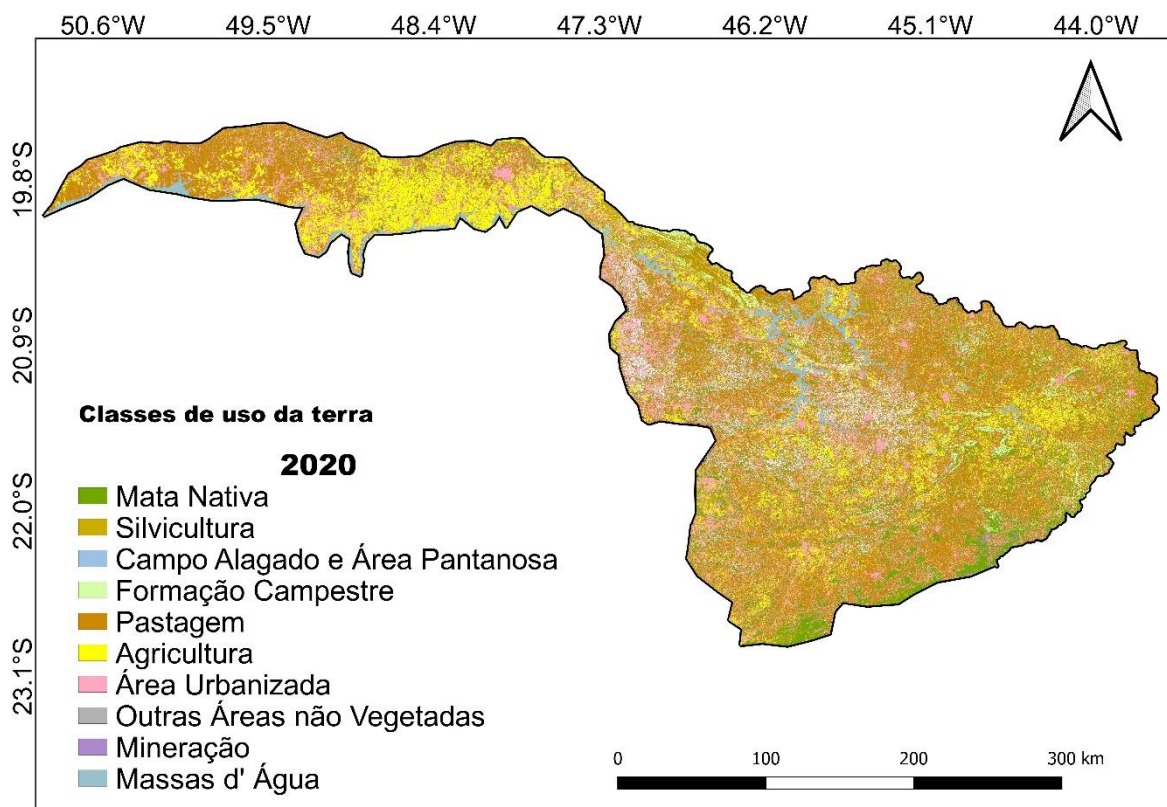 50.6°W 49.5°W 48.4°W 47.3°W 46.2°W 45.1°W 44.0°W
19.8°S
20.9°S
22.0°S
23.1°S
Classes de uso da terra
2020
Mata Nativa
Silvicultura
Campo Alagado e Área Pantanosa
Formação Campestre
Pastagem
Agricultura
Área Urbanizada
Outras Áreas não Vegetadas
Mineração
Massas d' Água
0 100 200 300 km